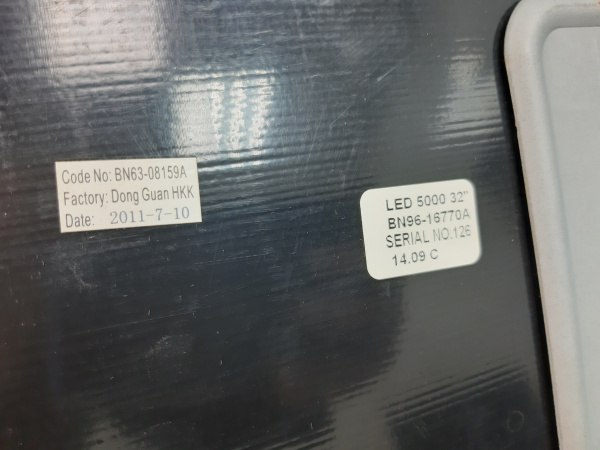 Code No: BN63-08159A
Factory: Dong Guan HKK
Date: 2011-7-10
LED 5000 32"
BN96-16770A
SERIAL NO.126
14.09 C